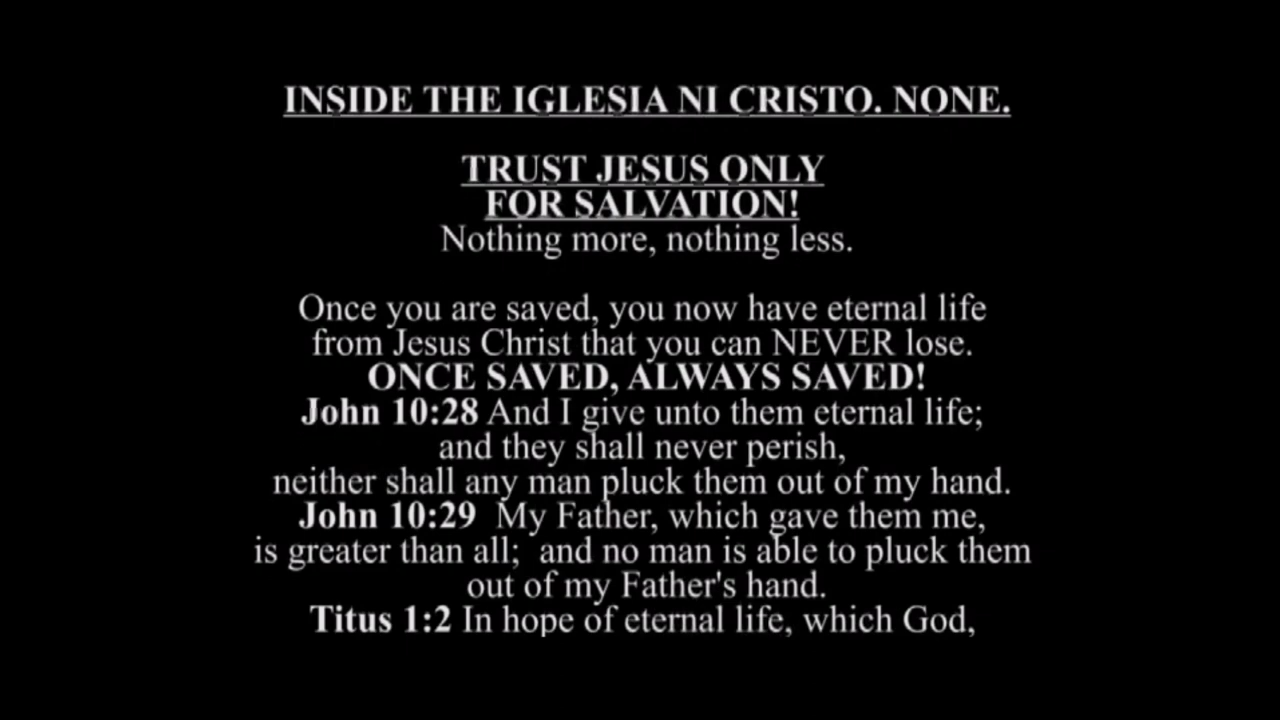 INSIDE THE IGLESIA NI CRISTO. NONE.
TRUST JESUS ONLY
FOR SALVATION!
Nothing more, nothing less.
Once you are saved, you now have eternal life
from Jesus Christ that you can NEVER lose.
ONCE SAVED, ALWAYS SAVED!
John 10:28 And I give unto them eternal life;
and they shall never perish,
neither shall any man pluck them out of my hand.
John 10:29 My Father, which gave them me,
is greater than all; and no man is able to pluck them
out of my Father's hand.
Titus 1:2 In hope of eternal life, which God,